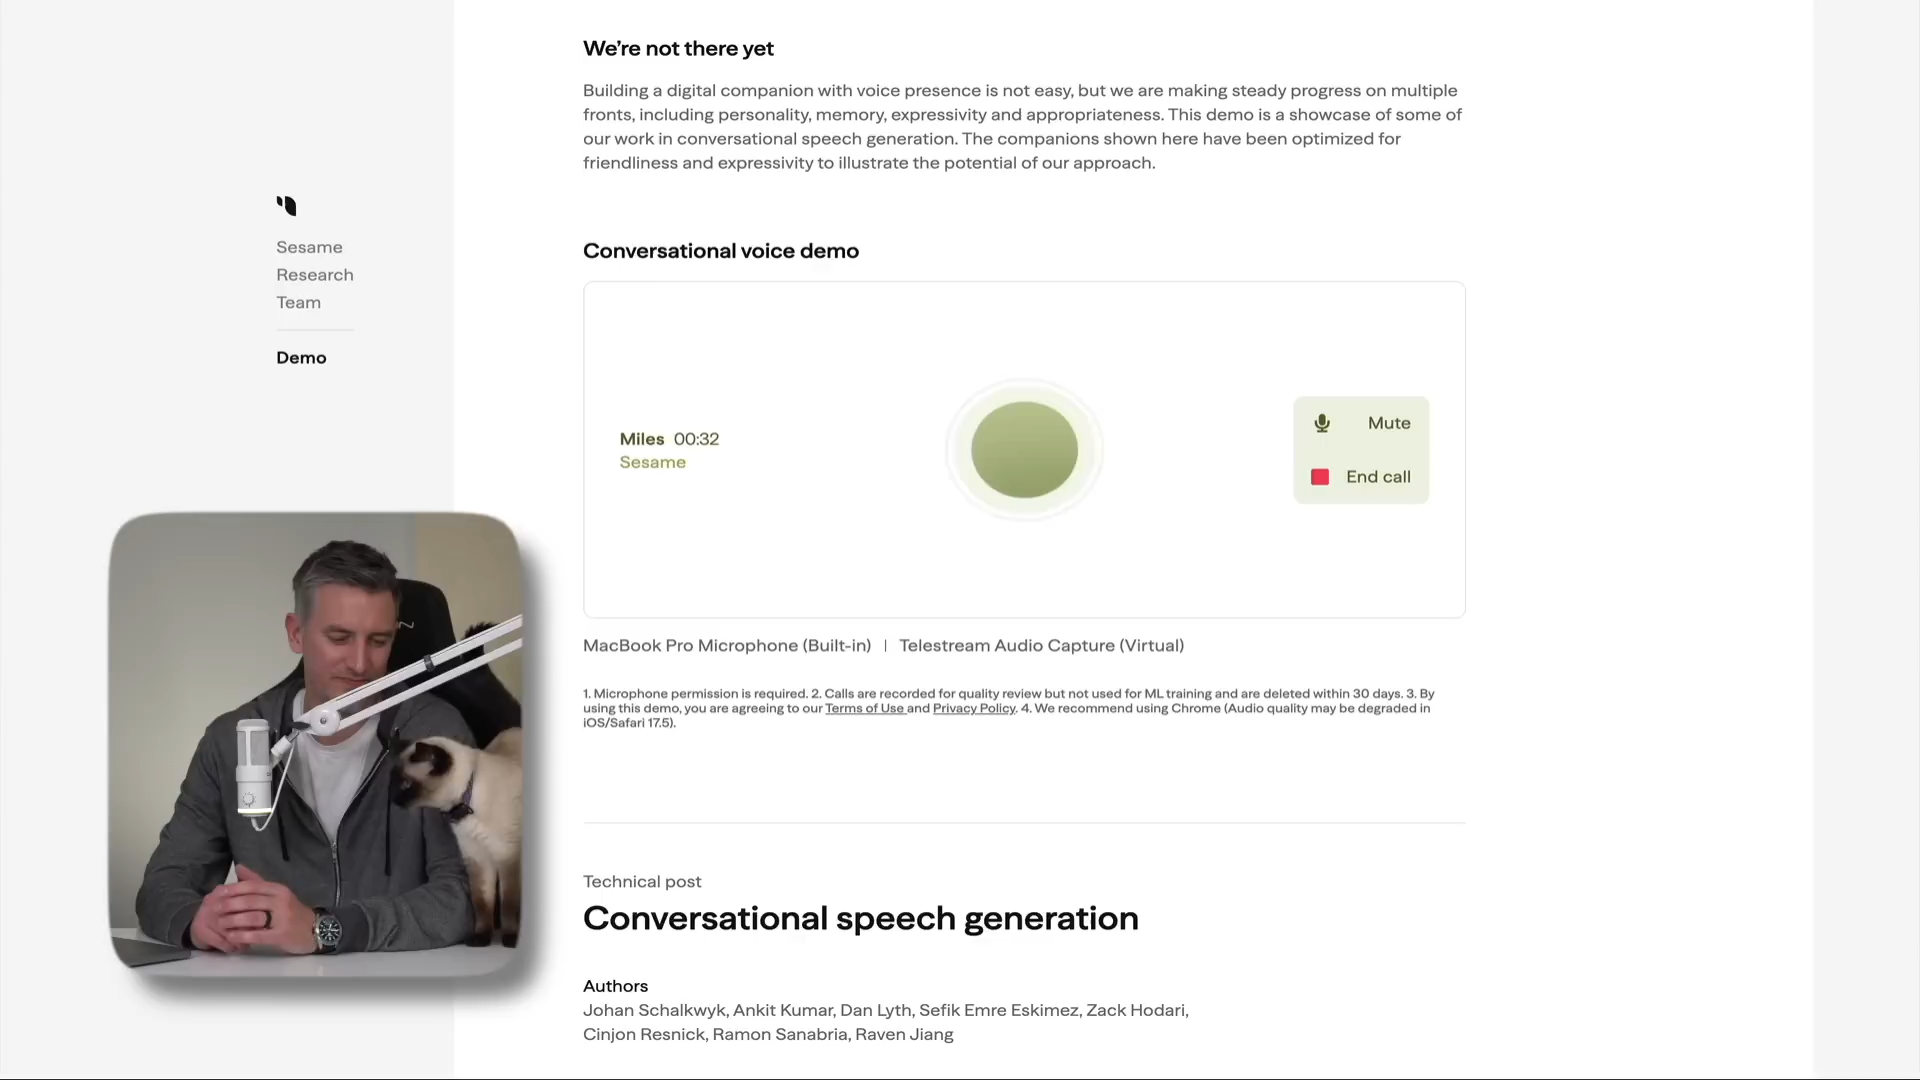 We’re not there yet
Building a digital companion with voice presence is not easy, but we are making steady progress on multiple
fronts, including personality, memory, expressivity and appropriateness. This demo is a showcase of some of
our work in conversational speech generation. The companions shown here have been optimized for
friendliness and expressivity to illustrate the potential of our approach.
Sesame
Research
Team
Demo
Conversational voice demo
Miles 00:32
Sesame
Mute
End call
MacBook Pro Microphone (Built-in) | Telestream Audio Capture (Virtual)
1. Microphone permission is required. 2. Calls are recorded for quality review but not used for ML training and are deleted within 30 days. 3. By
using this demo, you are agreeing to our Terms of Use and Privacy Policy. 4. We recommend using Chrome (Audio quality may be degraded in
iOS/Safari 17.5).
Technical post
Conversational speech generation
Authors
Johan Schalkwyk, Ankit Kumar, Dan Lyth, Sefik Emre Eskimez, Zack Hodari,
Cinjon Resnick, Ramon Sanabria, Raven Jiang